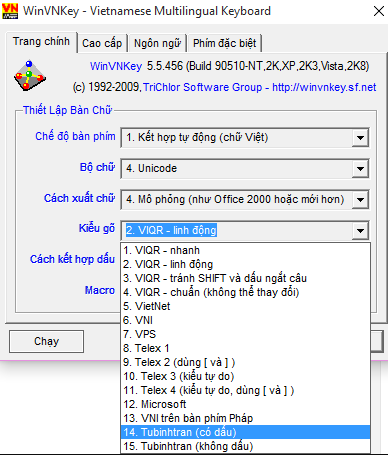 WinVNKey - Vietnamese Multilingual Keyboard
Trang chính
Cao cấp
Ngôn ngữ
Phím đặc biệt
WinVNKey 5.5.456 (Build 90510-NT,2K,XP,2K3,Vista,2K8)
(c) 1992-2009,TriChlor Software Group - http://winvnkey.sf.net
Thiết Lập Bàn Chữ
Chế độ bàn phím
1. Kết hợp tự động (chữ Việt)
Bộ chữ
4. Unicode
Cách xuất chữ
4. Mô phỏng (như Office 2000 hoặc mới hơn)
Kiểu gõ
2. VIQR - linh động
Cách kết hợp dấu
Macro
1. VIQR - nhanh
2. VIQR - linh động
3. VIQR - tránh SHIFT và dấu ngắt câu
4. VIQR - chuẩn (không thể thay đổi)
5. VietNet
6. VNI
7. VPS
8. Telex 1
9. Telex 2 (dùng [ và ] )
10. Telex 3 (kiểu tự do)
11. Telex 4 (kiểu tự do, dùng [ và ] )
12. Microsoft
13. VNI trên bàn phím Pháp
14. Tubinhtran (có dấu)
15. Tubinhtran (không dấu)
Chạy